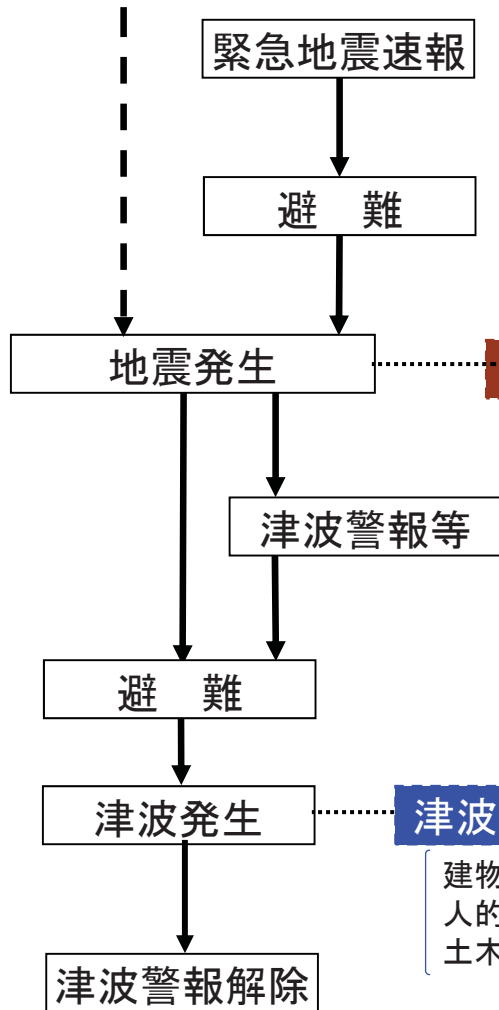 緊急地震速報
避　難
地震発生
津波警報等
避　難
津波発生
津波
建物
人的
土木
津波警報解除